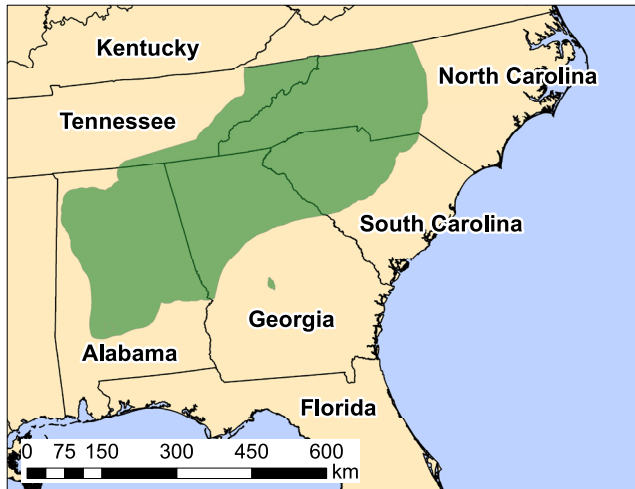 Kentucky
North Carolina
Tennessee
South Carolina
Georgia
Alabama
Florida
0 75 150 300 450 600
km